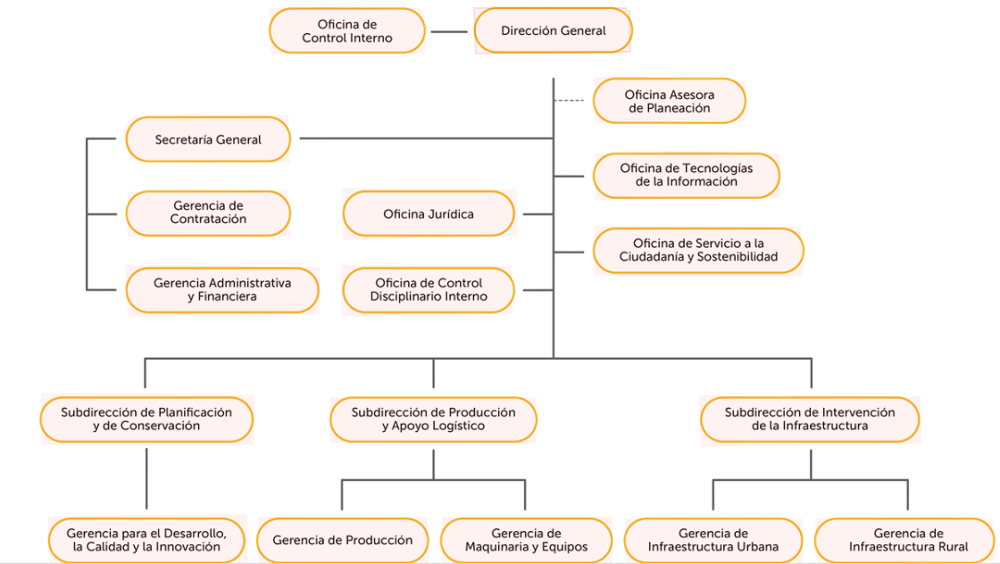 Oficina de
Control Interno
Dirección General
Oficina Asesora
de Planeación
Secretaría General
Oficina de Tecnologías
de la Información
Gerencia de
Contratación
Oficina Jurídica
Oficina de Servicio a la
Ciudadanía y Sostenibilidad
Gerencia Administrativa
y Financiera
Oficina de Control
Disciplinario Interno
Subdirección de Planificación
y de Conservación
Subdirección de Producción
y Apoyo Logístico
Subdirección de Intervención
de la Infraestructura
Gerencia para el Desarrollo,
la Calidad y la Innovación
Gerencia de Producción
Gerencia de
Maquinaria y Equipos
Gerencia de
Infraestructura Urbana
Gerencia de
Infraestructura Rural